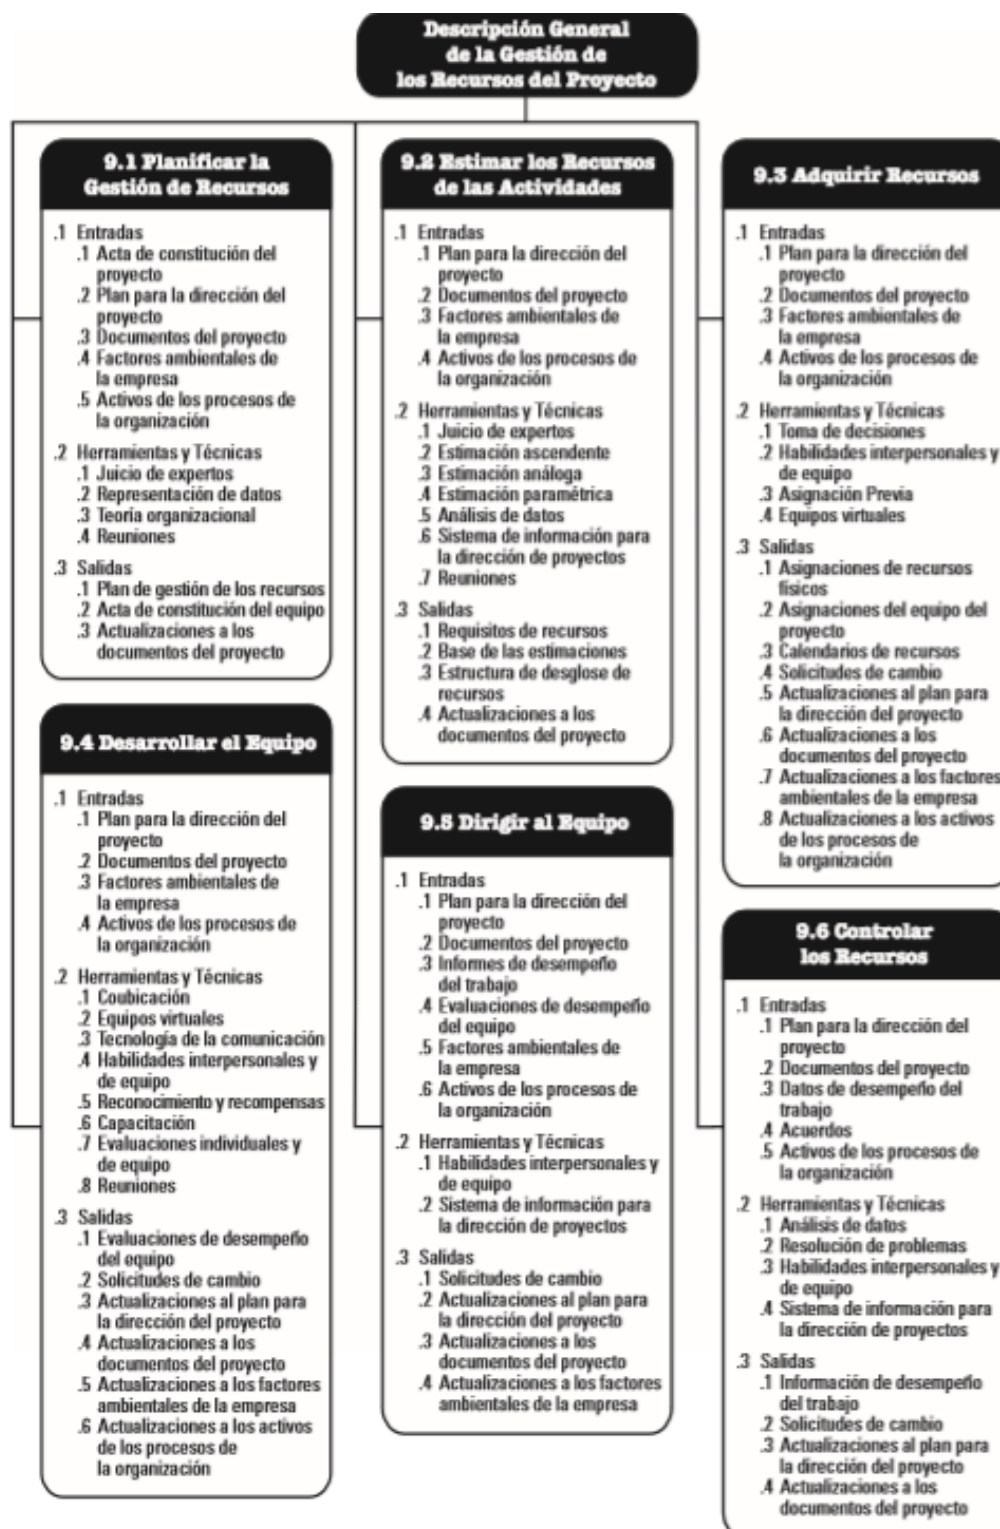 Descripción General
de la Gestión de
los Recursos del Proyecto
9.1 Planificar la
Gestión de Recursos
.1 Entradas
.1 Acta de constitución del
proyecto
.2 Plan para la dirección del
proyecto
.3 Documentos del proyecto
.4 Factores ambientales de
la empresa
.5 Activos de los procesos de
la organización
.2 Herramientas y Técnicas
.1 Juicio de expertos
.2 Representación de datos
.3 Teoría organizacional
.4 Reuniones
.3 Salidas
.1 Plan de gestión de los recursos
.2 Acta de constitución del equipo
.3 Actualizaciones a los
documentos del proyecto
9.2 Estimar los Recursos
de las Actividades
.1 Entradas
.1 Plan para la dirección del
proyecto
.2 Documentos del proyecto
.3 Factores ambientales de
la empresa
.4 Activos de los procesos de
la organización
.2 Herramientas y Técnicas
.1 Juicio de expertos
.2 Estimación ascendente
.3 Estimación análoga
.4 Estimación paramétrica
.5 Análisis de datos
.6 Sistema de información para
la dirección de proyectos
.7 Reuniones
.3 Salidas
.1 Requisitos de recursos
.2 Base de las estimaciones
.3 Estructura de desglose de
recursos
.4 Actualizaciones a los
documentos del proyecto
9.3 Adquirir Recursos
.1 Entradas
.1 Plan para la dirección del
proyecto
.2 Documentos del proyecto
.3 Factores ambientales de
la empresa
.4 Activos de los procesos de
la organización
.2 Herramientas y Técnicas
.1 Toma de decisiones
.2 Habilidades interpersonales y
de equipo
.3 Asignación Previa
.4 Equipos virtuales
.3 Salidas
.1 Asignaciones de recursos
físicos
.2 Asignaciones del equipo del
proyecto
.3 Calendarios de recursos
.4 Solicitudes de cambio
.5 Actualizaciones al plan para
la dirección del proyecto
.6 Actualizaciones a los
documentos del proyecto
.7 Actualizaciones a los factores
ambientales de la empresa
.8 Actualizaciones a los activos
de los procesos de
la organización
9.4 Desarrollar el Equipo
.1 Entradas
.1 Plan para la dirección del
proyecto
.2 Documentos del proyecto
.3 Factores ambientales de
la empresa
.4 Activos de los procesos de
la organización
.2 Herramientas y Técnicas
.1 Coubicación
.2 Equipos virtuales
.3 Tecnología de la comunicación
.4 Habilidades interpersonales y
de equipo
.5 Reconocimiento y recompensas
.6 Capacitación
.7 Evaluaciones individuales y
de equipo
.8 Reuniones
.3 Salidas
.1 Evaluaciones de desempeño
del equipo
.2 Solicitudes de cambio
.3 Actualizaciones al plan para
la dirección del proyecto
.4 Actualizaciones a los
documentos del proyecto
.5 Actualizaciones a los factores
ambientales de la empresa
.6 Actualizaciones a los activos
de los procesos de
la organización
9.5 Dirigir al Equipo
.1 Entradas
.1 Plan para la dirección del
proyecto
.2 Documentos del proyecto
.3 Informes de desempeño
del trabajo
.4 Evaluaciones de desempeño
del equipo
.5 Factores ambientales de
la empresa
.6 Activos de los procesos de
la organización
.2 Herramientas y Técnicas
.1 Habilidades interpersonales y
de equipo
.2 Sistema de información para
la dirección de proyectos
.3 Salidas
.1 Solicitudes de cambio
.2 Actualizaciones al plan para
la dirección del proyecto
.3 Actualizaciones a los
documentos del proyecto
.4 Actualizaciones a los factores
ambientales de la empresa
9.6 Controlar
los Recursos
.1 Entradas
.1 Plan para la dirección del
proyecto
.2 Documentos del proyecto
.3 Datos de desempeño del
trabajo
.4 Acuerdos
.5 Activos de los procesos de
la organización
.2 Herramientas y Técnicas
.1 Análisis de datos
.2 Resolución de problemas
.3 Habilidades interpersonales y
de equipo
.4 Sistema de información para
la dirección de proyectos
.3 Salidas
.1 Información de desempeño
del trabajo
.2 Solicitudes de cambio
.3 Actualizaciones al plan para
la dirección del proyecto
.4 Actualizaciones a los
documentos del proyecto